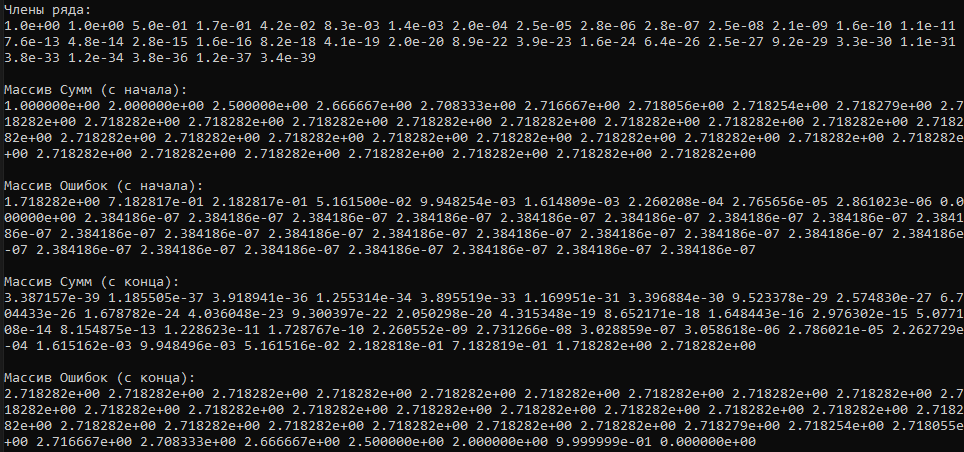 Члены ряда:
1.0e+00 1.0e+00 5.0e-01 1.7e-01 4.2e-02 8.3e-03 1.4e-03 2.0e-04 2.5e-05 2.8e-06 2.8e-07 2.5e-08 2.1e-09 1.6e-10 1.1e-11
7.6e-13 4.8e-14 2.8e-15 1.6e-16 8.2e-18 4.1e-19 2.0e-20 8.9e-22 3.9e-23 1.6e-24 6.4e-26 2.5e-27 9.2e-29 3.3e-30 1.1e-31
3.8e-33 1.2e-34 3.8e-36 1.2e-37 3.4e-39
Массив Сумм (с начала):
1.000000e+00 2.000000e+00 2.500000e+00 2.666667e+00 2.708333e+00 2.716667e+00 2.718056e+00 2.718254e+00 2.718279e+00 2.7
18282e+00 2.718282e+00 2.718282e+00 2.718282e+00 2.718282e+00 2.718282e+00 2.718282e+00 2.718282e+00 2.718282e+00 2.7182
82e+00 2.718282e+00 2.718282e+00 2.718282e+00 2.718282e+00 2.718282e+00 2.718282e+00 2.718282e+00 2.718282e+00 2.718282e
+00 2.718282e+00 2.718282e+00 2.718282e+00 2.718282e+00 2.718282e+00 2.718282e+00
Массив Ошибок (с начала):
1.718282e+00 7.182817e-01 2.182817e-01 5.161500e-02 9.948254e-03 1.614809e-03 2.260208e-04 2.765656e-05 2.861023e-06 0.0
00000e+00 2.384186e-07 2.384186e-07 2.384186e-07 2.384186e-07 2.384186e-07 2.384186e-07 2.384186e-07 2.384186e-07 2.3841
86e-07 2.384186e-07 2.384186e-07 2.384186e-07 2.384186e-07 2.384186e-07 2.384186e-07 2.384186e-07 2.384186e-07 2.384186e
-07 2.384186e-07 2.384186e-07 2.384186e-07 2.384186e-07 2.384186e-07 2.384186e-07
Массив Сумм (с конца):
3.387157e-39 1.185505e-37 3.918941e-36 1.255314e-34 3.895519e-33 1.169951e-31 3.396884e-30 9.523378e-29 2.574830e-27 6.7
04433e-26 1.678782e-24 4.036048e-23 9.300397e-22 2.050298e-20 4.315348e-19 8.652171e-18 1.648443e-16 2.976302e-15 5.0771
08e-14 8.154875e-13 1.228623e-11 1.728767e-10 2.260552e-09 2.731266e-08 3.028859e-07 3.058618e-06 2.786021e-05 2.262729e
-04 1.615162e-03 9.948496e-03 5.161516e-02 2.182818e-01 7.182819e-01 1.718282e+00 2.718282e+00
Массив Ошибок (с конца):
2.718282e+00 2.718282e+00 2.718282e+00 2.718282e+00 2.718282e+00 2.718282e+00 2.718282e+00 2.718282e+00 2.718282e+00 2.7
18282e+00 2.718282e+00 2.718282e+00 2.718282e+00 2.718282e+00 2.718282e+00 2.718282e+00 2.718282e+00 2.718282e+00 2.7182
82e+00 2.718282e+00 2.718282e+00 2.718282e+00 2.718282e+00 2.718282e+00 2.718282e+00 2.718279e+00 2.718254e+00 2.718055e
+00 2.716667e+00 2.708333e+00 2.666667e+00 2.500000e+00 2.000000e+00 9.999999e-01 0.000000e+00